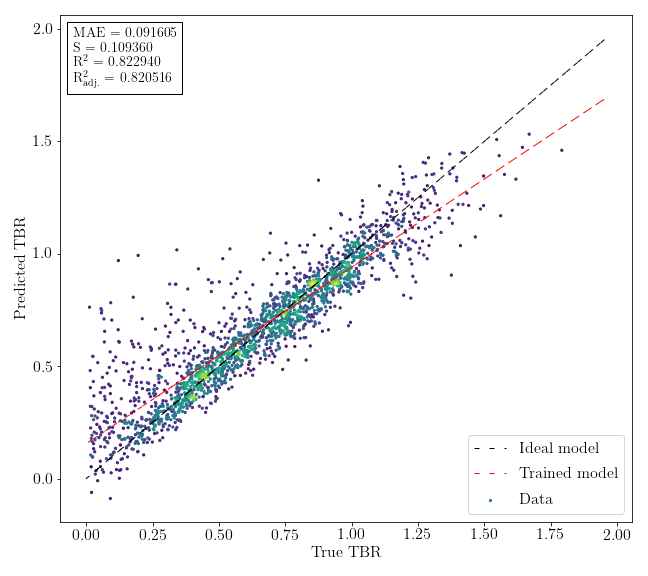 MAE = 0.091605
S = 0.109360
R² = 0.822940
R²adj. = 0.820516
2.0
1.5
1.0
0.5
0.0
Predicted TBR
Ideal model
Trained model
Data
0.00 0.25 0.50 0.75 1.00 1.25 1.50 1.75 2.00
True TBR